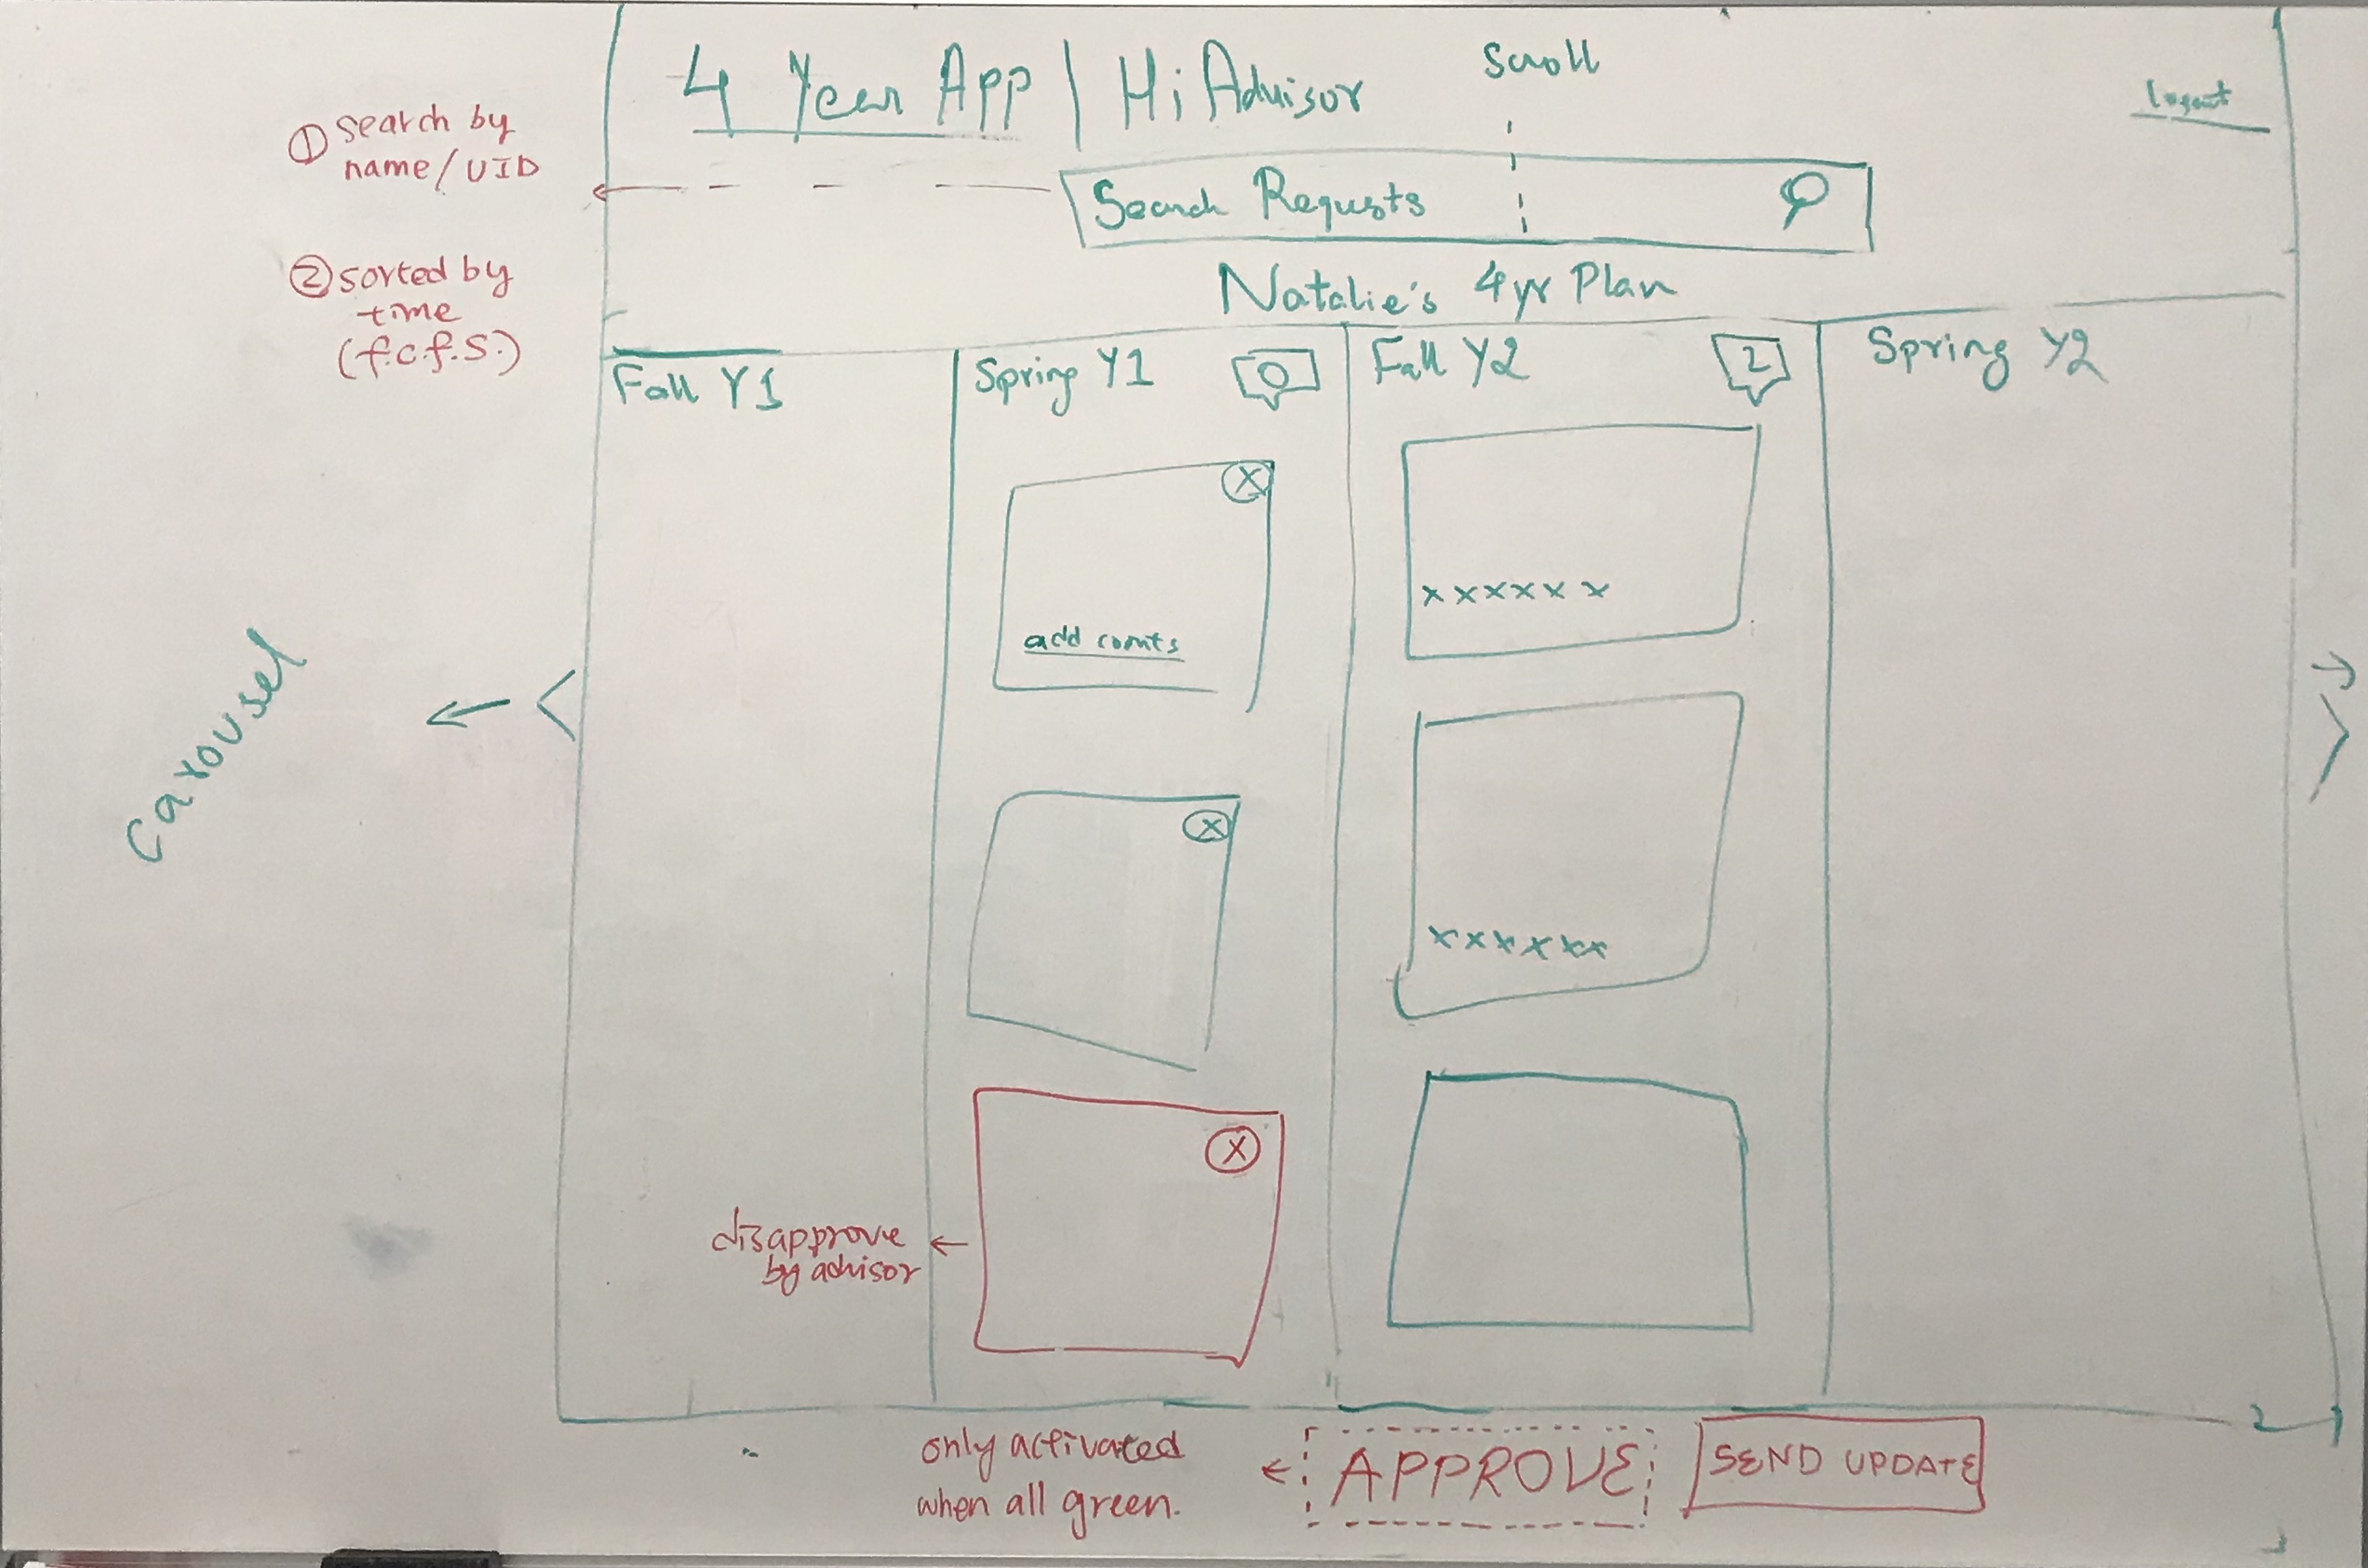 4 Year App | Hi Advisor
scroll
logout
① search by
name/UID
Search Requsts
② sorted by
time
(f.c.f.s.)
Natalie's 4yr Plan
Fall Y1
Spring Y1
0
Fall Y2
2
Spring Y2
X
add comts
xxxxxx
Carousel
X
xxxxxx
X
disapprove
by advisor
only activated
when all green.
APPROVE
SEND UPDATE